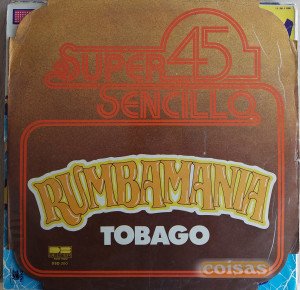 SUPER 45
SENCILLO
RUMBAMANIA
TOBAGO
coisas